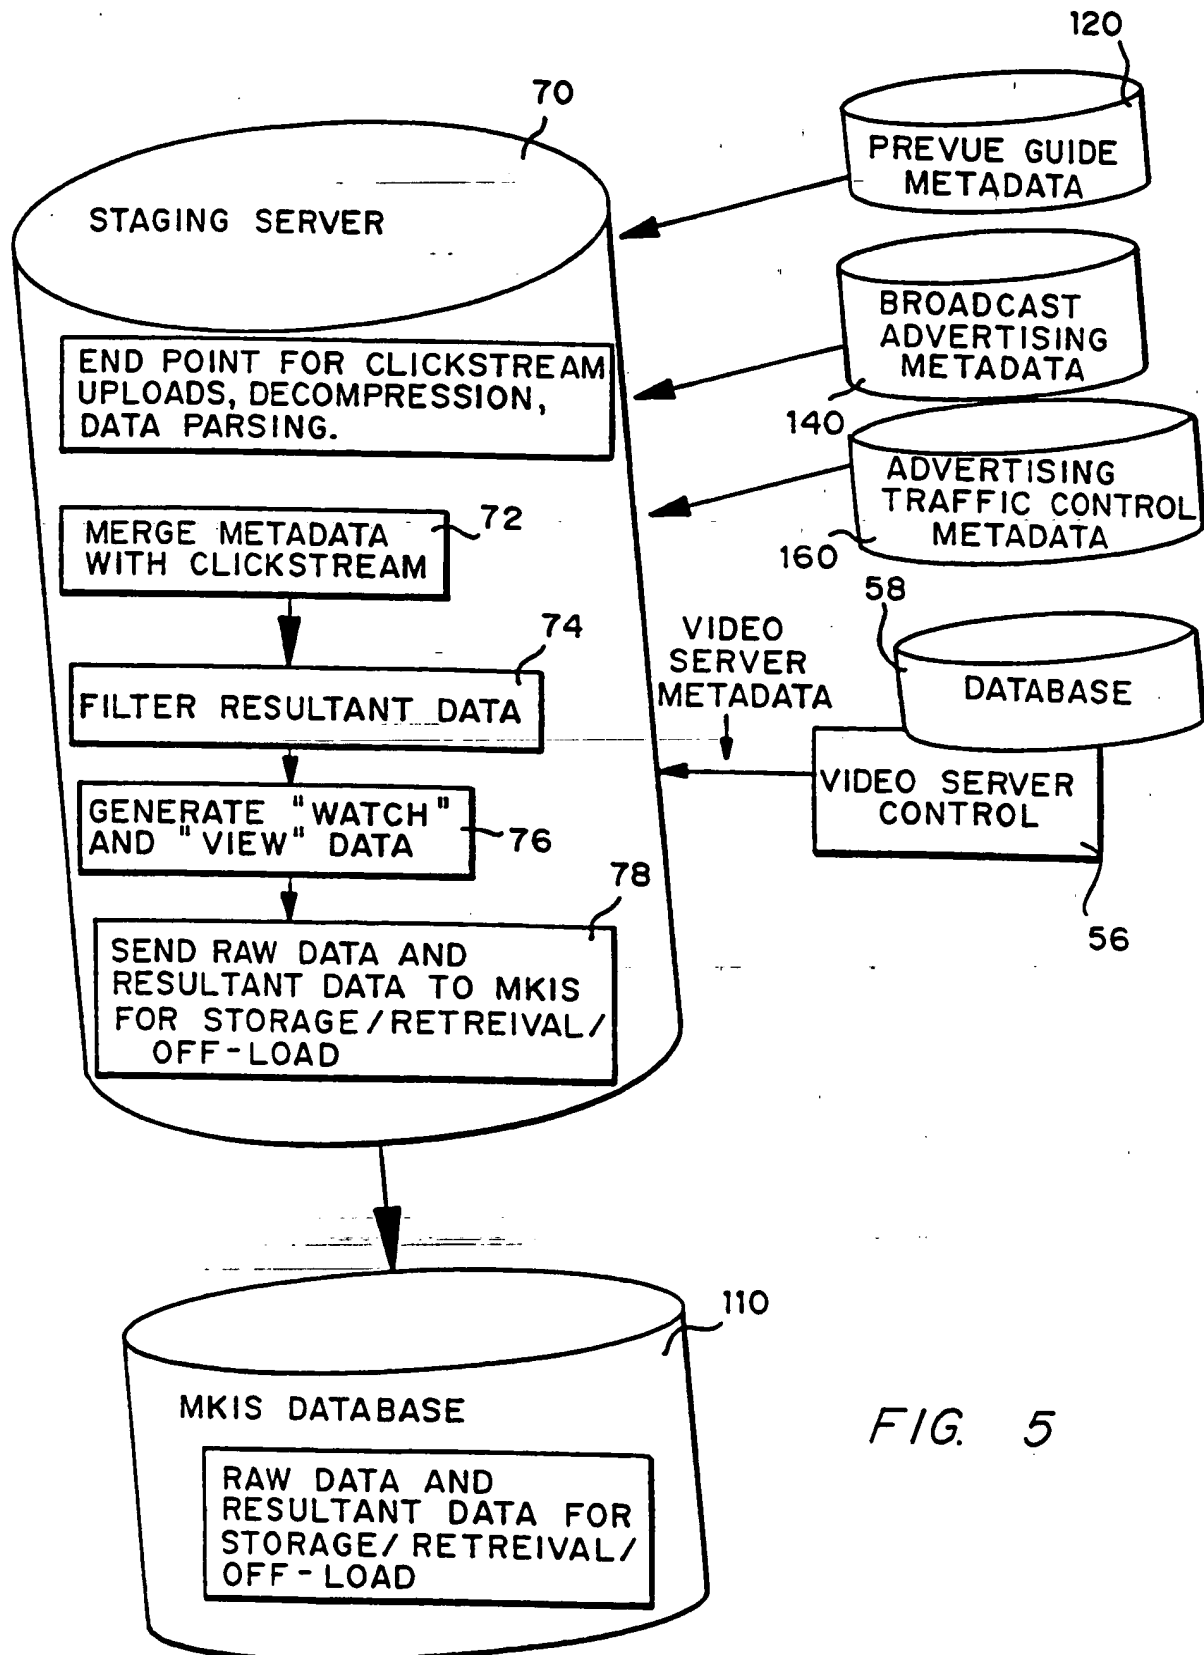 120
PREVUE GUIDE
METADATA
70
STAGING SERVER
BROADCAST
ADVERTISING
METADATA
140
END POINT FOR CLICKSTREAM
UPLOADS, DECOMPRESSION,
DATA PARSING.
ADVERTISING
TRAFFIC CONTROL
METADATA
160
MERGE METADATA
WITH CLICKSTREAM
72
58
DATABASE
VIDEO
SERVER
METADATA
74
FILTER RESULTANT DATA
VIDEO SERVER
CONTROL
56
GENERATE "WATCH"
AND "VIEW" DATA
76
78
SEND RAW DATA AND
RESULTANT DATA TO MKIS
FOR STORAGE/RETREIVAL/
OFF-LOAD
110
MKIS DATABASE
RAW DATA AND
RESULTANT DATA FOR
STORAGE/RETREIVAL/
OFF-LOAD
FIG. 5